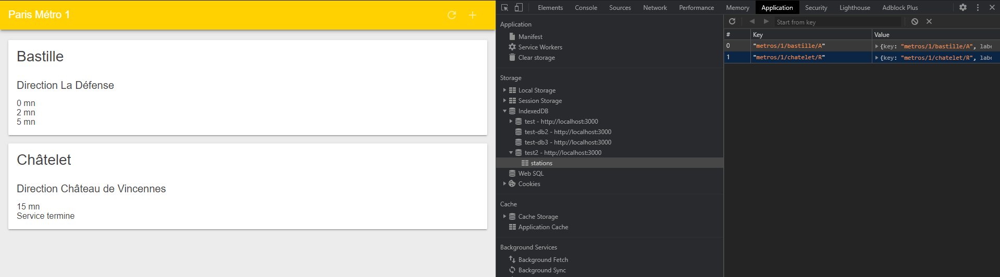 Paris Métro 1
Bastille
Direction La Défense
0 mn
2 mn
5 mn
Châtelet
Direction Château de Vincennes
15 mn
Service termine
Elements Console Sources Network Performance Memory Application Security Lighthouse Adblock Plus
Application
Manifest
Service Workers
Clear storage
Storage
Local Storage
Session Storage
IndexedDB
test - http://localhost:3000
test-db2 - http://localhost:3000
test-db3 - http://localhost:3000
test2 - http://localhost:3000
stations
Web SQL
Cookies
Cache
Cache Storage
Application Cache
Background Services
Background Fetch
Background Sync
Start from key
# Key Value
0 "metros/1/bastille/A" {key: "metros/1/bastille/A", labe
1 "metros/1/chatelet/R" {key: "metros/1/chatelet/R", labe